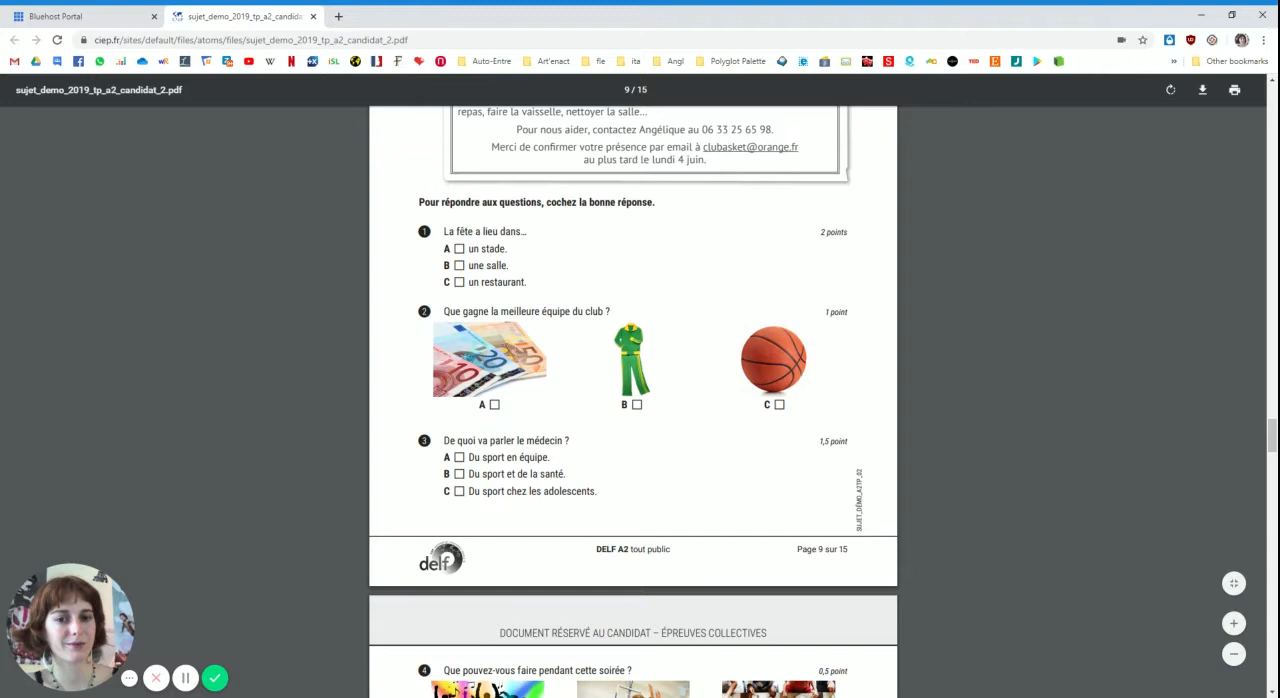 Bluehost Portal
sujet_demo_2019_tp_a2_candidat
ciep.fr/sites/default/files/atoms/files/sujet_demo_2019_tp_a2_candidat_2.pdf
Auto-Entre Art'enact fle ita Angl Polyglot Palette » Other bookmarks
sujet_demo_2019_tp_a2_candidat_2.pdf 9 / 15
repas, faire la vaisselle, nettoyer la salle...
Pour nous aider, contactez Angélique au 06 33 25 65 98.
Merci de confirmer votre présence par email à clubasket@orange.fr
au plus tard le lundi 4 juin.
Pour répondre aux questions, cochez la bonne réponse.
1 La fête a lieu dans... 2 points
A un stade.
B une salle.
C un restaurant.
2 Que gagne la meilleure équipe du club ? 1 point
10 20 50
A B C
3 De quoi va parler le médecin ? 1,5 point
A Du sport en équipe.
B Du sport et de la santé.
C Du sport chez les adolescents.
SUJET_DÉMO_A2TP_02
delf DELF A2 tout public Page 9 sur 15
DOCUMENT RÉSERVÉ AU CANDIDAT – ÉPREUVES COLLECTIVES
4 Que pouvez-vous faire pendant cette soirée ? 0,5 point